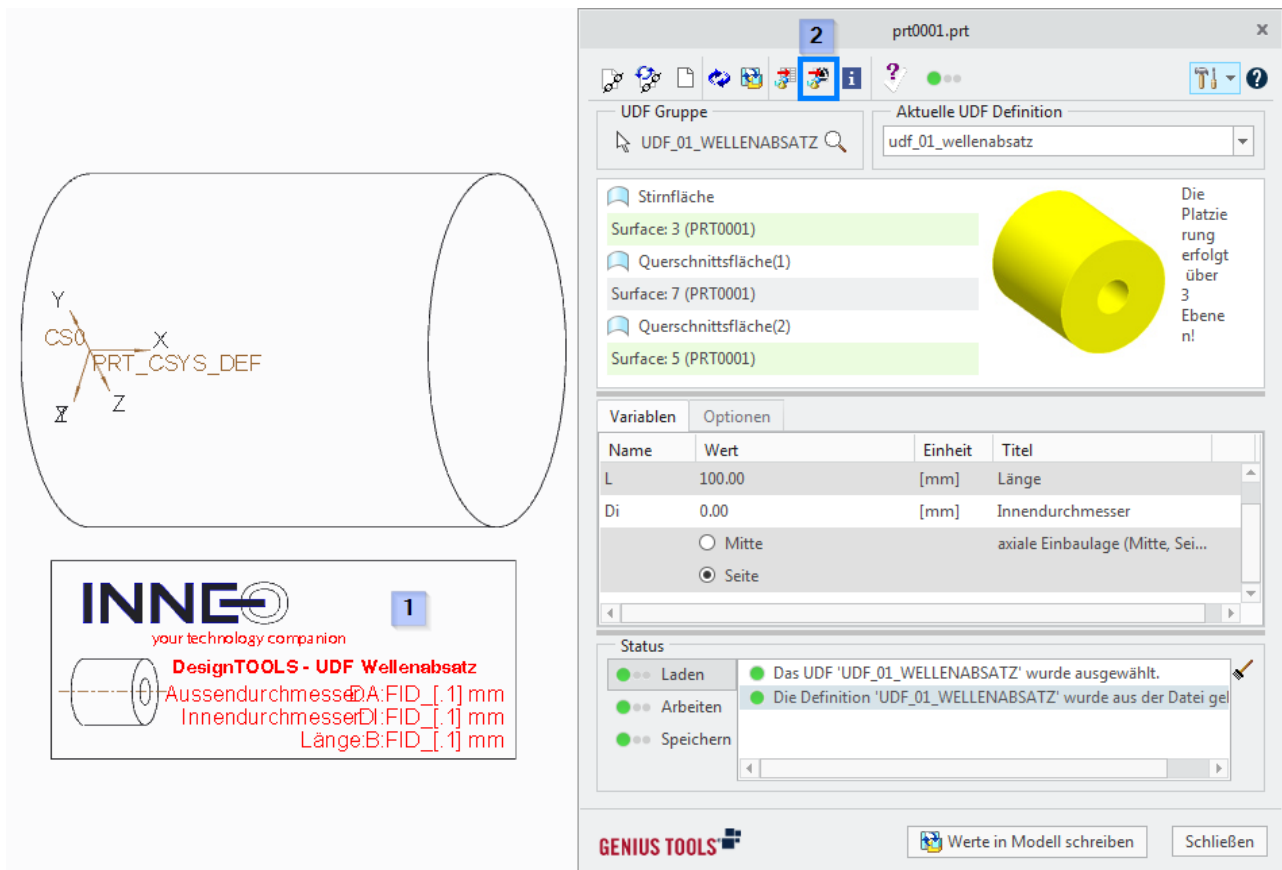 2
prt0001.prt
x
?
i
?
UDF Gruppe
UDF_01_WELLENABSATZ
Aktuelle UDF Definition
udf_01_wellenabsatz
Stirnfläche
Surface: 3 (PRT0001)
Querschnittsfläche(1)
Surface: 7 (PRT0001)
Querschnittsfläche(2)
Surface: 5 (PRT0001)
Die
Platzie
rung
erfolgt
über
3
Ebene
n!
Y
CS0
X
PRT_CSYS_DEF
Z
Variablen Optionen
Name Wert Einheit Titel
L 100.00 [mm] Länge
Di 0.00 [mm] Innendurchmesser
Mitte axiale Einbaulage (Mitte, Sei...
Seite
INNEO
your technology companion
1
DesignTOOLS - UDF Wellenabsatz
Aussendurchmesser:DA:FID_[.1] mm
Innendurchmesser:DI:FID_[.1] mm
Länge:B:FID_[.1] mm
Status
Laden
Arbeiten
Speichern
Das UDF 'UDF_01_WELLENABSATZ' wurde ausgewählt.
Die Definition 'UDF_01_WELLENABSATZ' wurde aus der Datei gel
GENIUS TOOLS
Werte in Modell schreiben
Schließen